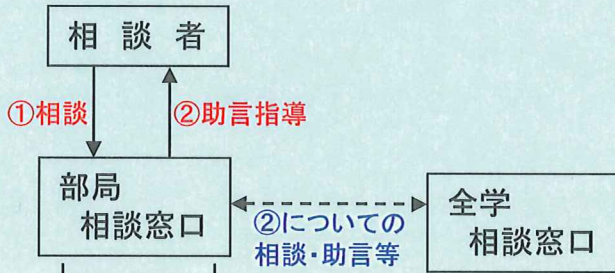 相談者
①相談
②助言指導
部局
相談窓口
②についての
相談・助言等
全学
相談窓口